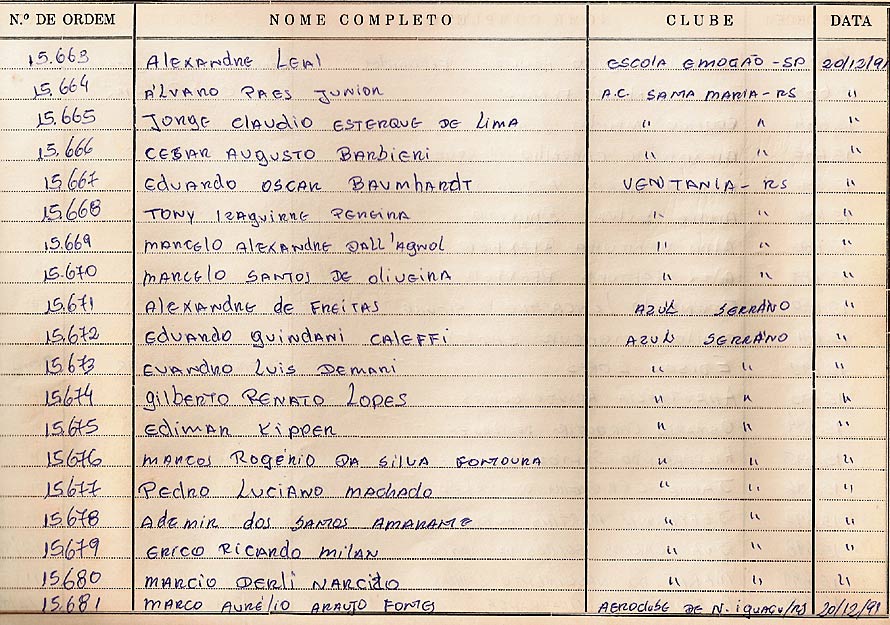 N.º DE ORDEM NOME COMPLETO CLUBE DATA
15.663 ALEXANDRE LEAL ESCOLA EMOÇÃO - SP 20/12/91
15.664 ÁLVARO PAES JUNIOR A.C. SAMA MARIA - RS "
15.665 JORGE CLAUDIO ESTERQUE DE LIMA " " "
15.666 CESAR AUGUSTO BARBIERI " " "
15.667 EDUARDO OSCAR BAUMHARDT VENTANIA - RS "
15.668 TONY IZAGUIRRE PEREIRA " " "
15.669 MARCELO ALEXANDRE DALL'AGNOL " " "
15.670 MARCELO SANTOS DE OLIVEIRA " " "
15.671 ALEXANDRE de FREITAS AZUL SERRANO "
15.672 EDUARDO GUINDANI CALEFFI AZUL SERRANO "
15.673 EVANDRO LUIS DEMARI " " "
15.674 GILBERTO RENATO LOPES " " "
15.675 EDIMAR KIPPER " " "
15.676 MARCOS ROGÉRIO DA SILVA FONTOURA " " "
15.677 PEDRO LUCIANO MACHADO " " "
15.678 ADEMIR dos SANTOS AMARANTE " " "
15.679 ERICO RICARDO MILAN " " "
15.680 MARCIO DERLI NARCISO " " "
15.681 MARCO AURÉLIO ARAUJO FONTES AEROCLUBE DE N. IGUAÇU/RS 20/12/91